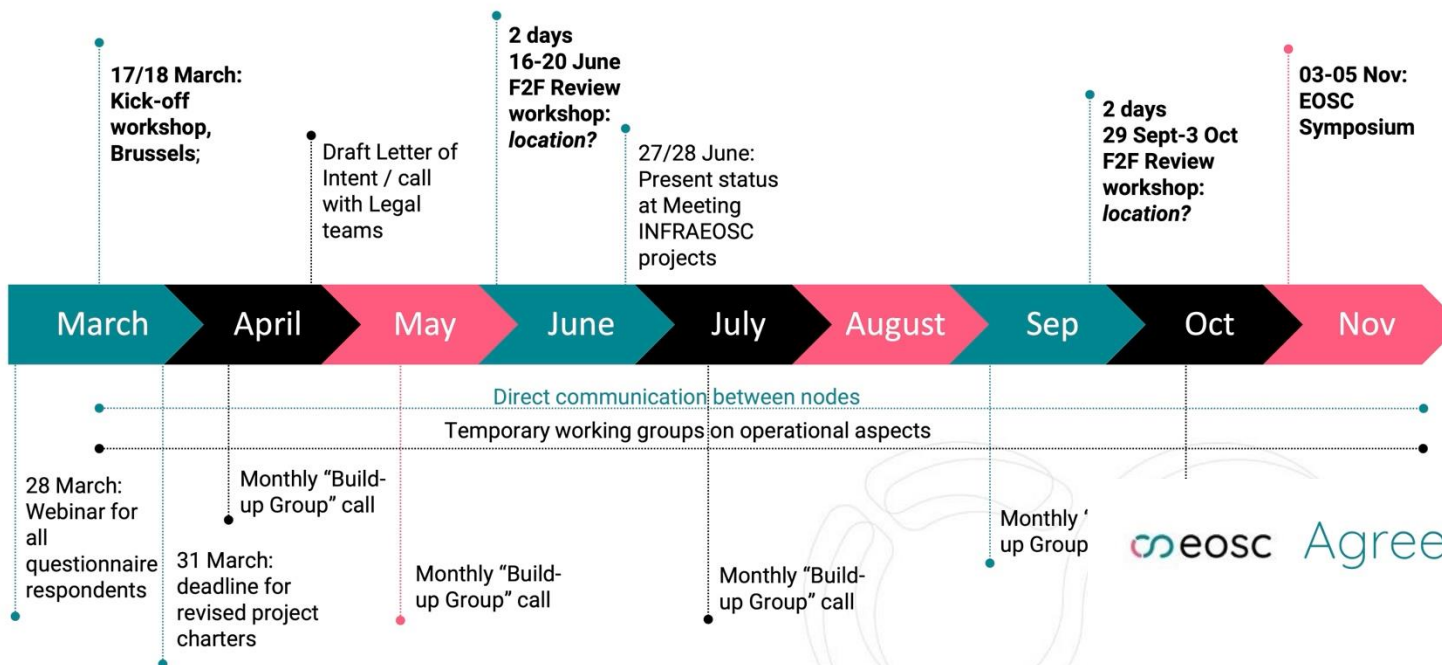 17/18 March:
Kick-off
workshop,
Brussels;
Draft Letter of
Intent / call
with Legal
teams
2 days
16-20 June
F2F Review
workshop:
location?
27/28 June:
Present status
at Meeting
INFRAEOSC
projects
2 days
29 Sept-3 Oct
F2F Review
workshop:
location?
03-05 Nov:
EOSC
Symposium
March
April
May
June
July
August
Sep
Oct
Nov
Direct communication between nodes
Temporary working groups on operational aspects
28 March:
Webinar for
all
questionnaire
respondents
31 March:
deadline for
revised project
charters
Monthly “Build-
up Group” call
Monthly “Build-
up Group” call
Monthly “Build-
up Group” call
Monthly
up Group
eosc
Agree